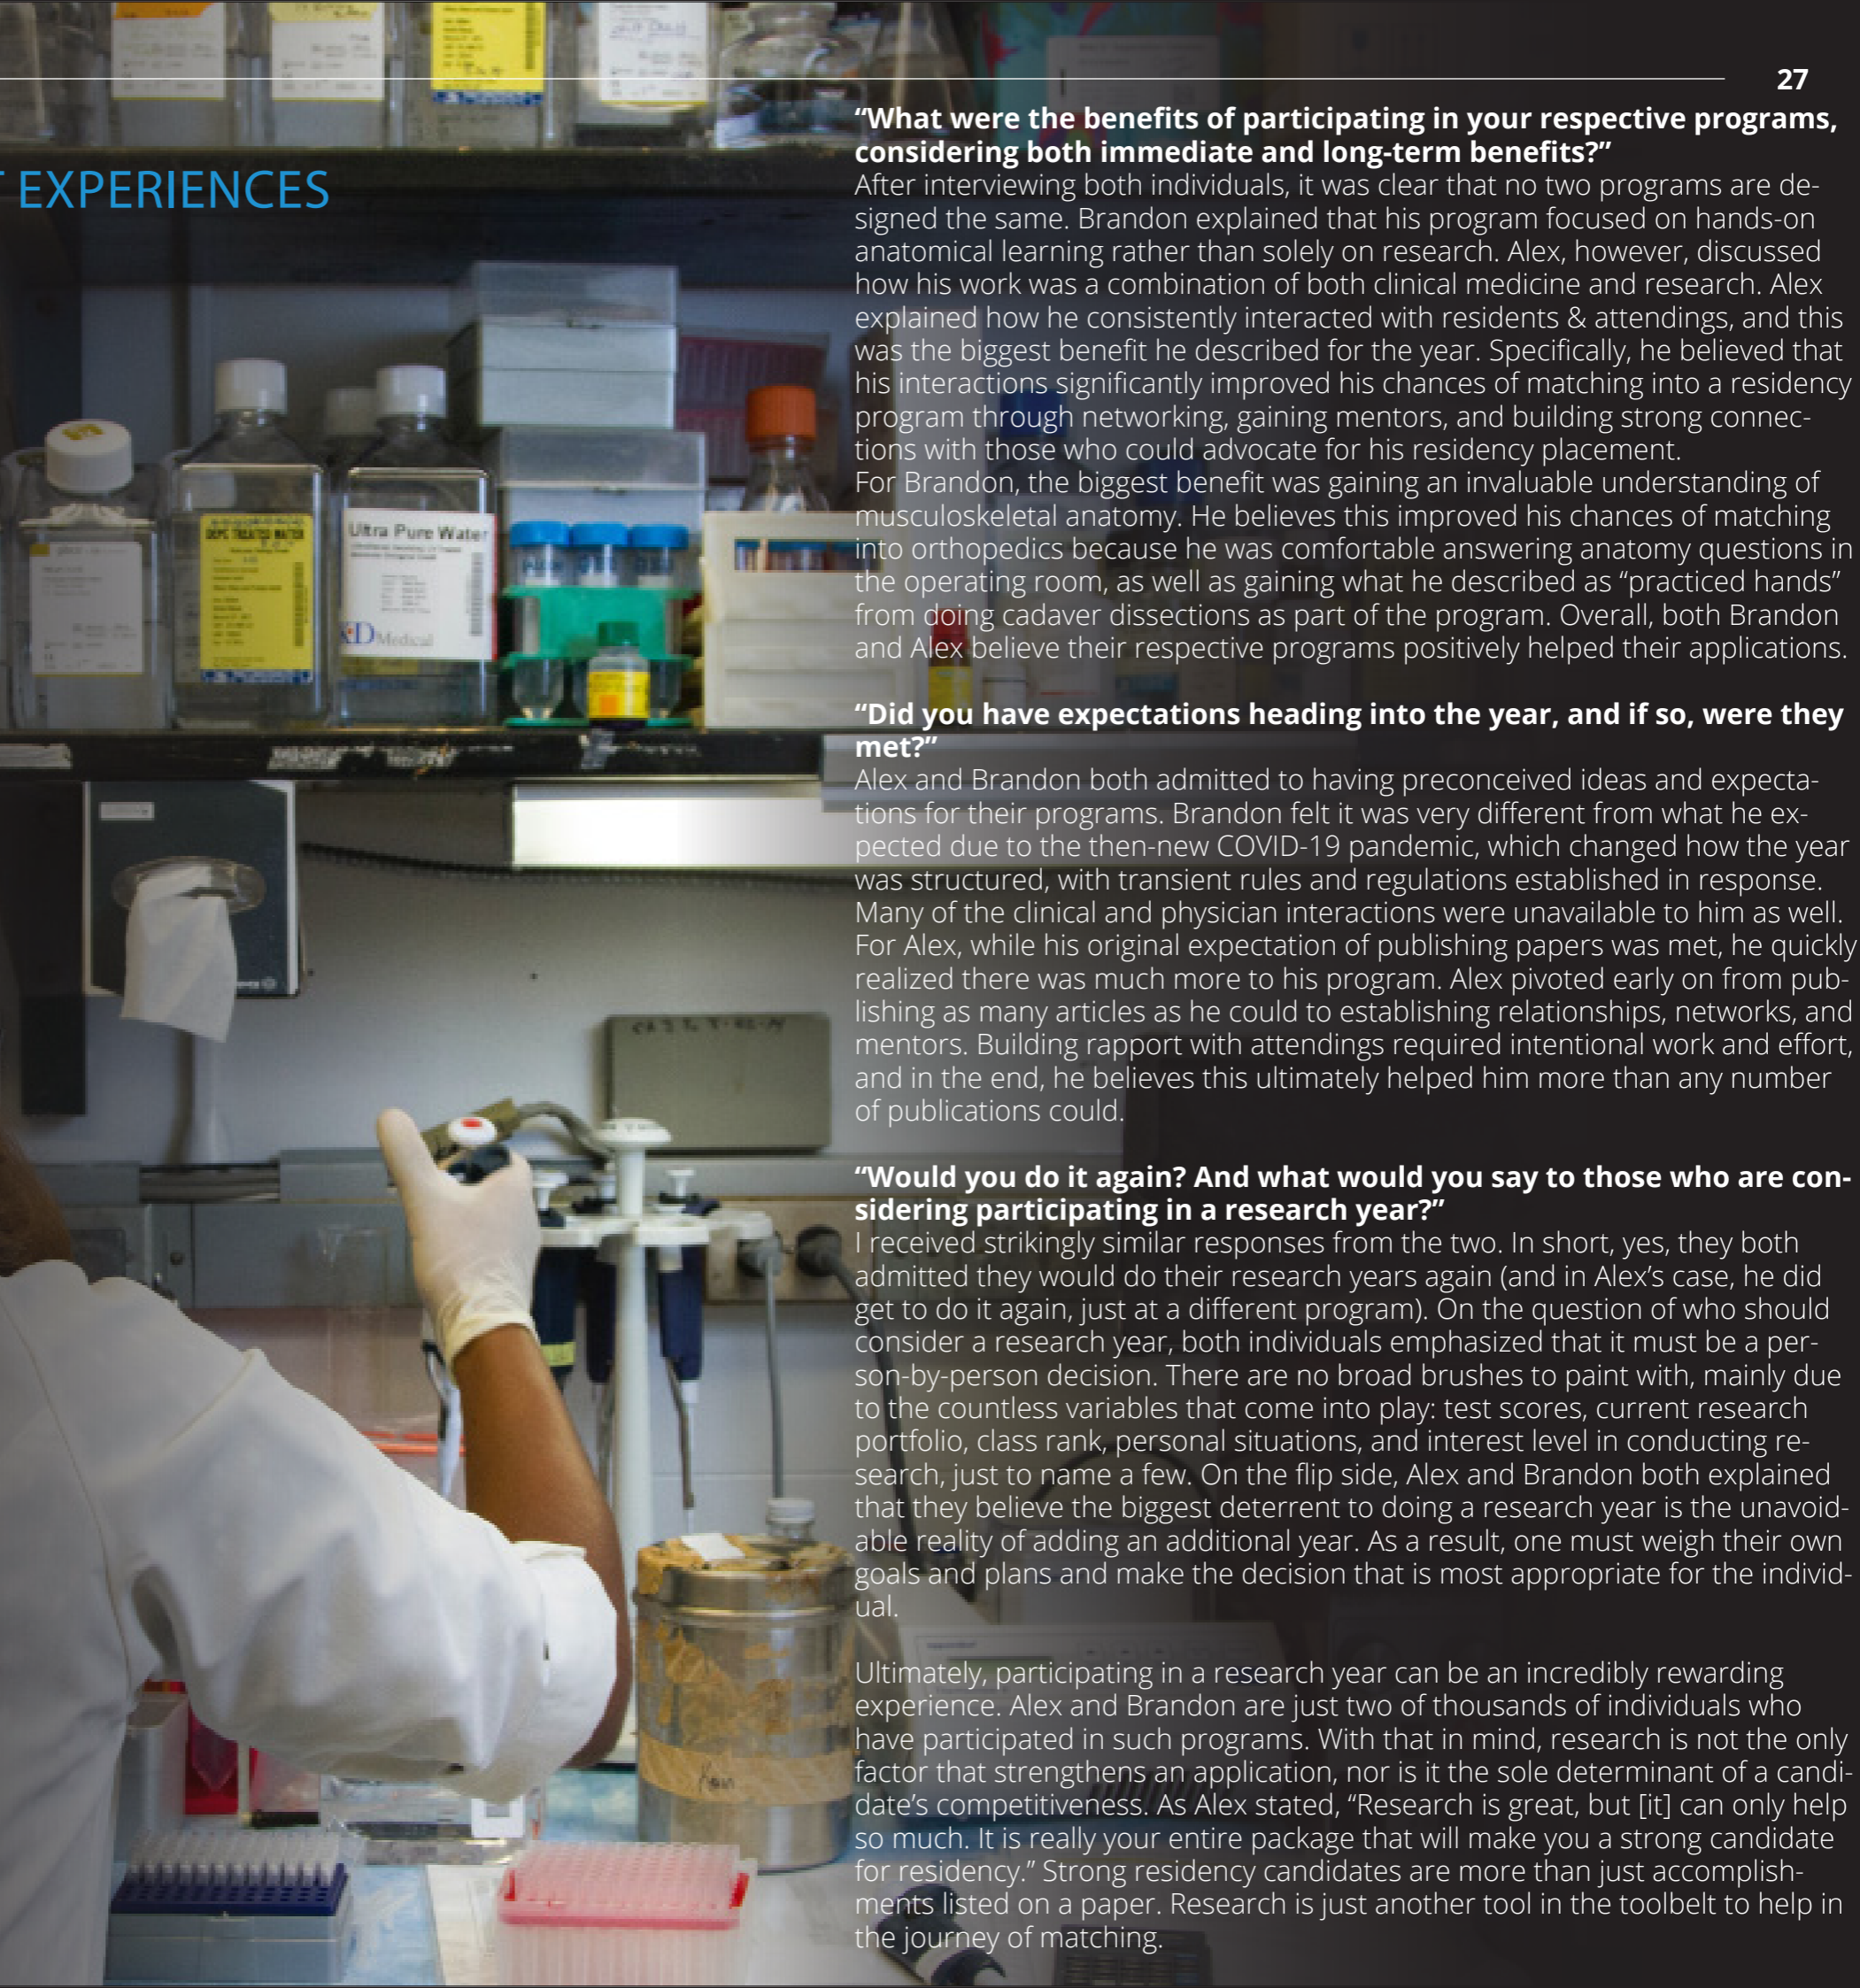 27
EXPERIENCES
“What were the benefits of participating in your respective programs,
considering both immediate and long-term benefits?”
After interviewing both individuals, it was clear that no two programs are de-
signed the same. Brandon explained that his program focused on hands-on
anatomical learning rather than solely on research. Alex, however, discussed
how his work was a combination of both clinical medicine and research. Alex
explained how he consistently interacted with residents & attendings, and this
was the biggest benefit he described for the year. Specifically, he believed that
his interactions significantly improved his chances of matching into a residency
program through networking, gaining mentors, and building strong connec-
tions with those who could advocate for his residency placement.
For Brandon, the biggest benefit was gaining an invaluable understanding of
musculoskeletal anatomy. He believes this improved his chances of matching
into orthopedics because he was comfortable answering anatomy questions in
the operating room, as well as gaining what he described as “practiced hands”
from doing cadaver dissections as part of the program. Overall, both Brandon
and Alex believe their respective programs positively helped their applications.
“Did you have expectations heading into the year, and if so, were they
met?”
Alex and Brandon both admitted to having preconceived ideas and expecta-
tions for their programs. Brandon felt it was very different from what he ex-
pected due to the then-new COVID-19 pandemic, which changed how the year
was structured, with transient rules and regulations established in response.
Many of the clinical and physician interactions were unavailable to him as well.
For Alex, while his original expectation of publishing papers was met, he quickly
realized there was much more to his program. Alex pivoted early on from pub-
lishing as many articles as he could to establishing relationships, networks, and
mentors. Building rapport with attendings required intentional work and effort,
and in the end, he believes this ultimately helped him more than any number
of publications could.
“Would you do it again? And what would you say to those who are con-
sidering participating in a research year?”
I received strikingly similar responses from the two. In short, yes, they both
admitted they would do their research years again (and in Alex’s case, he did
get to do it again, just at a different program). On the question of who should
consider a research year, both individuals emphasized that it must be a per-
son-by-person decision. There are no broad brushes to paint with, mainly due
to the countless variables that come into play: test scores, current research
portfolio, class rank, personal situations, and interest level in conducting re-
search, just to name a few. On the flip side, Alex and Brandon both explained
that they believe the biggest deterrent to doing a research year is the unavoid-
able reality of adding an additional year. As a result, one must weigh their own
goals and plans and make the decision that is most appropriate for the individ-
ual.
Ultimately, participating in a research year can be an incredibly rewarding
experience. Alex and Brandon are just two of thousands of individuals who
have participated in such programs. With that in mind, research is not the only
factor that strengthens an application, nor is it the sole determinant of a candi-
date’s competitiveness. As Alex stated, “Research is great, but [it] can only help
so much. It is really your entire package that will make you a strong candidate
for residency.” Strong residency candidates are more than just accomplish-
ments listed on a paper. Research is just another tool in the toolbelt to help in
the journey of matching.
DEPC TREATED WATER
Ultra Pure Water
KD Medical